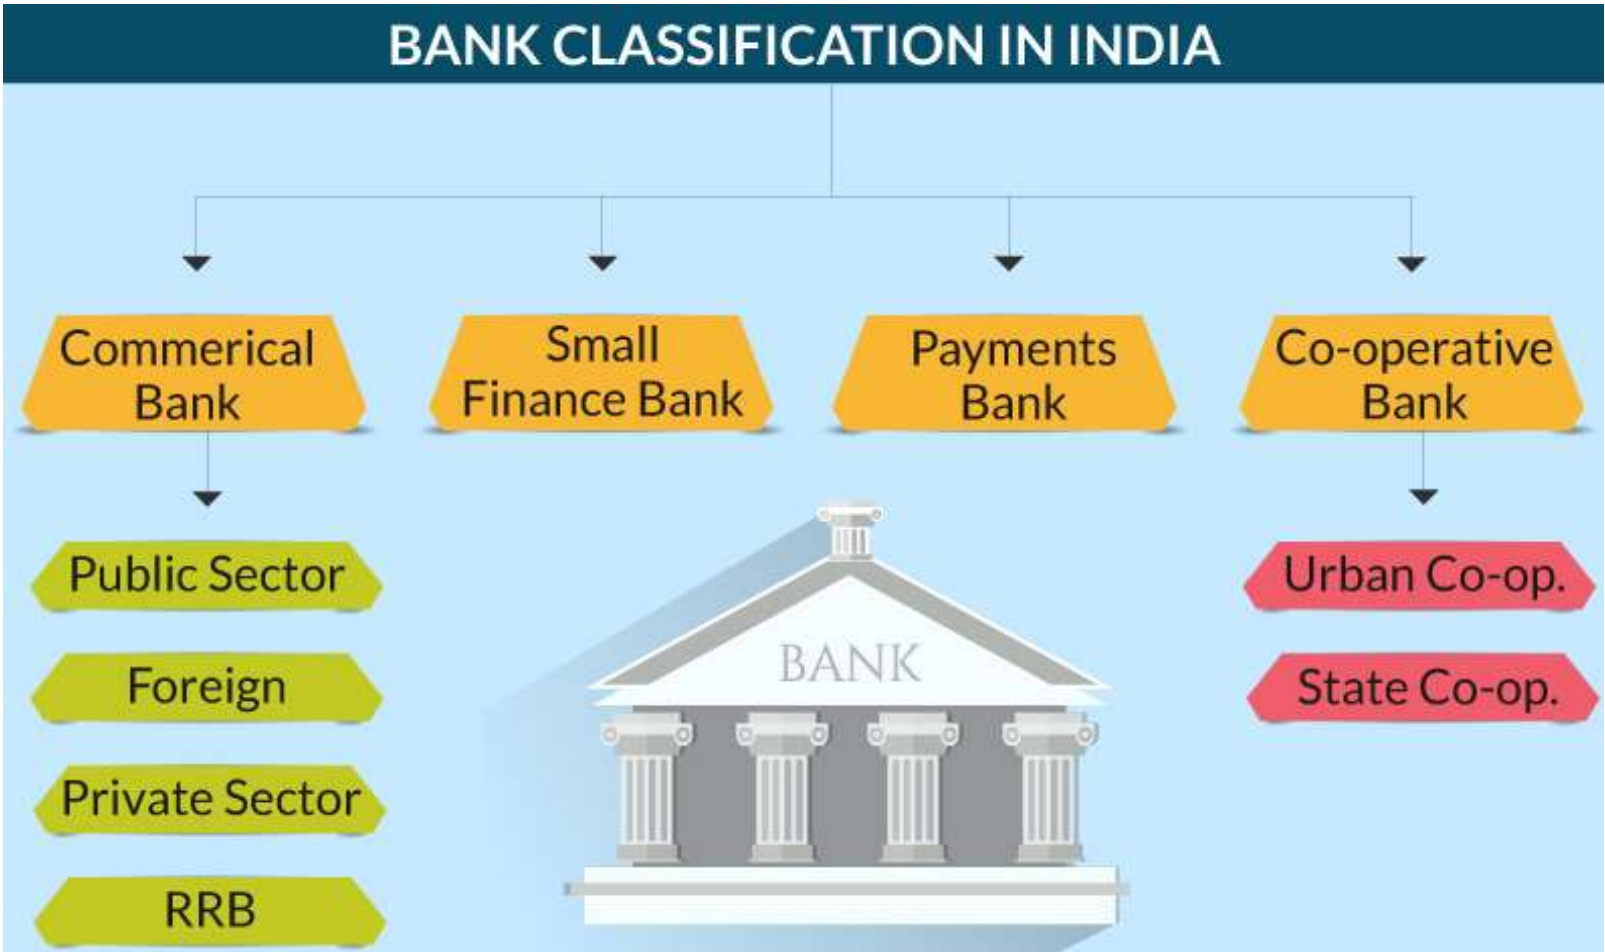 BANK CLASSIFICATION IN INDIA
Commerical
Bank
Small
Finance Bank
Payments
Bank
Co-operative
Bank
Public Sector
Foreign
Private Sector
RRB
BANK
Urban Co-op.
State Co-op.